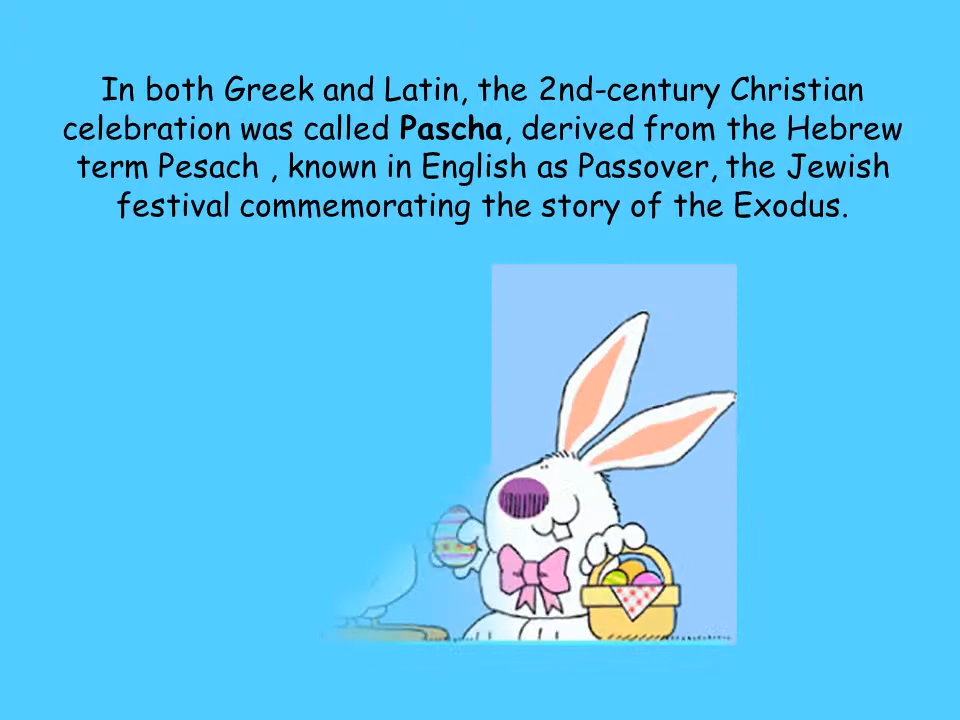 In both Greek and Latin, the 2nd-century Christian
celebration was called Pascha, derived from the Hebrew
term Pesach , known in English as Passover, the Jewish
festival commemorating the story of the Exodus.